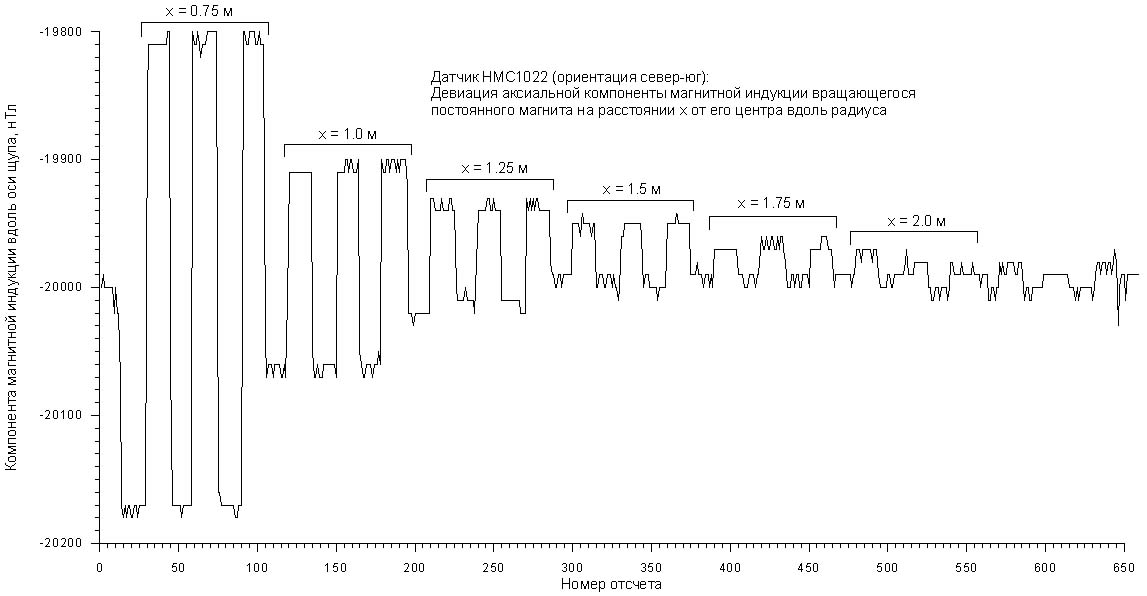 x = 0.75 м
-19800
Датчик HMC1022 (ориентация север-юг):
Девиация аксиальной компоненты магнитной индукции вращающегося
постоянного магнита на расстоянии x от его центра вдоль радиуса
x = 1.0 м
-19900
x = 1.25 м
x = 1.5 м
x = 1.75 м
x = 2.0 м
-20000
-20100
-20200
Компонента магнитной индукции вдоль оси щупа, нТл
0 50 100 150 200 250 300 350 400 450 500 550 600 650
Номер отсчета